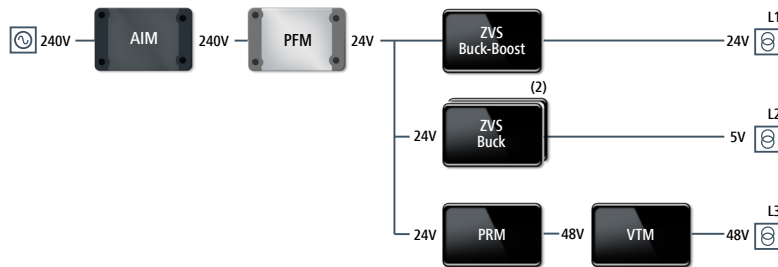 240V
AIM
240V
PFM
24V
ZVS
Buck-Boost
24V
L1
24V
(2)
ZVS
Buck
5V
L2
24V
PRM
48V
VTM
48V
L3